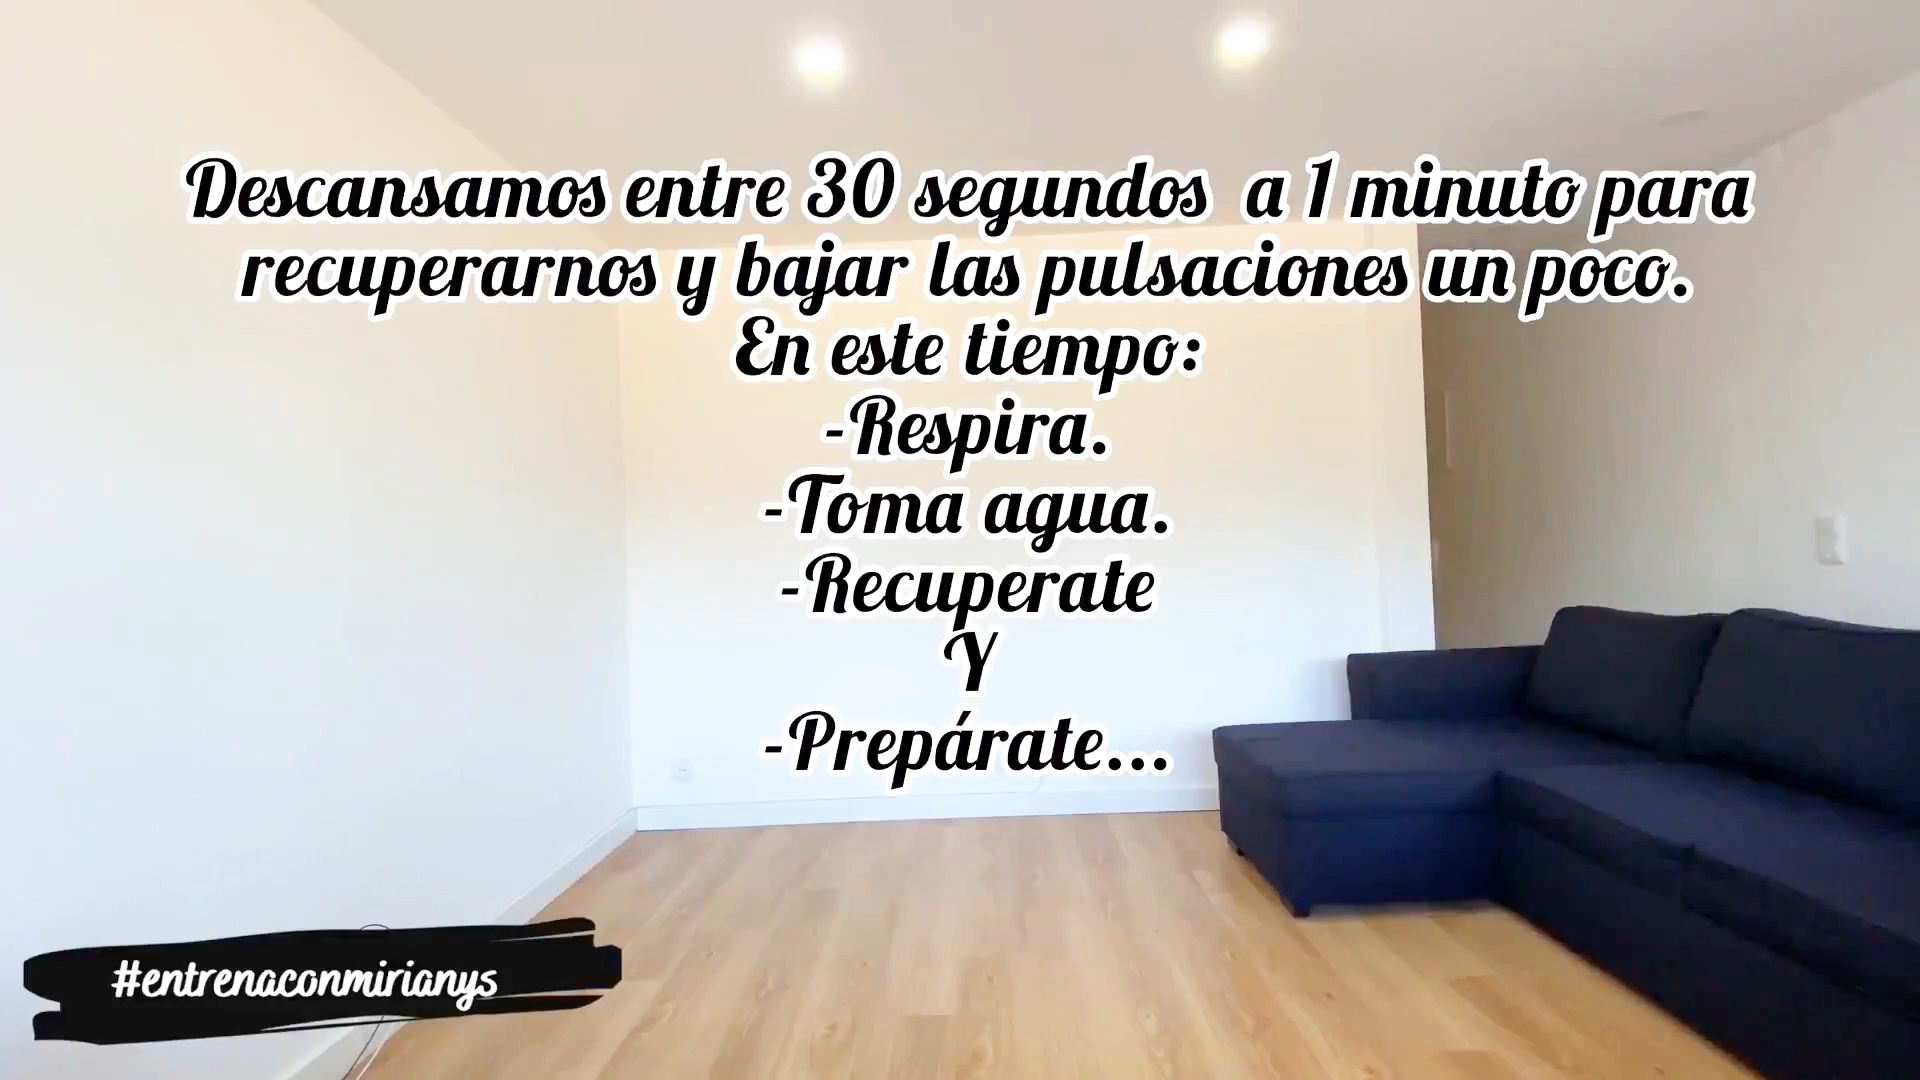 Descansamos entre 30 segundos a 1 minuto para
recuperarnos y bajar las pulsaciones un poco.
En este tiempo:
-Respira.
-Toma agua.
-Recuperate
Y
-Prepárate...
#entrenaconmirianys